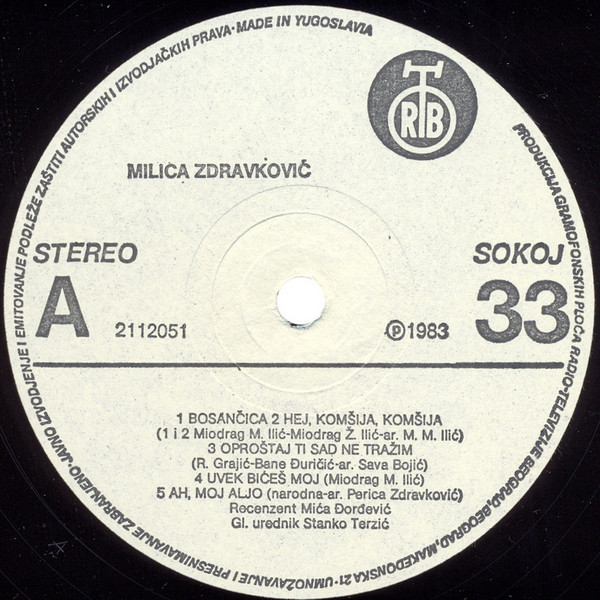 PRODUKCIJA GRAMOFONSKIH PLOČA RADIO-TELEVIZIJE BEOGRAD, BEOGRAD, MAKEDONSKA 21 · UMNOŽAVANJE I PRESNIMAVANJE ZABRANJENO · JAVNO IZVODJENJE I EMITOVANJE PODLEŽE ZAŠTITI AUTORSKIH I IZVODJAČKIH PRAVA · MADE IN YUGOSLAVIA
RTB
MILICA ZDRAVKOVIĆ
STEREO SOKOJ
A 2112051 ℗ 1983 33
1 BOSANČICA 2 HEJ, KOMŠIJA, KOMŠIJA
(1 i 2 Miodrag M. Ilić-Miodrag Ž. Ilić-ar. M. M. Ilić)
3 OPROŠTAJ TI SAD NE TRAŽIM
(R. Grajić-Bane Đuričić-ar. Sava Bojić)
4 UVEK BIĆEŠ MOJ (Miodrag M. Ilić)
5 AH, MOJ ALJO (narodna-ar. Perica Zdravković)
Recenzent Mića Đorđević
Gl. urednik Stanko Terzić